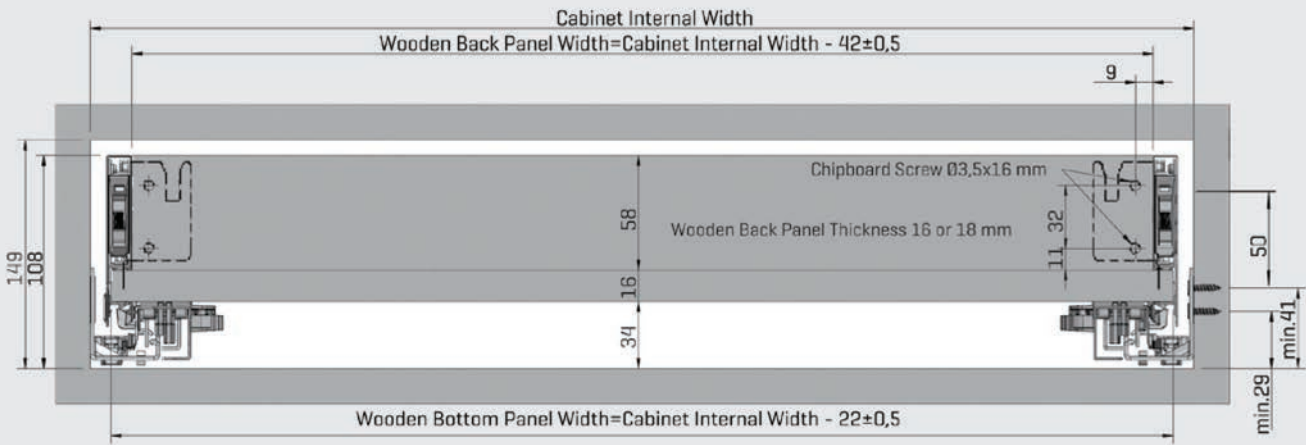 Cabinet Internal Width
Wooden Back Panel Width=Cabinet Internal Width - 42±0,5
9
Chipboard Screw Ø3,5x16 mm
Wooden Back Panel Thickness 16 or 18 mm
149
108
58
16
34
32
11
50
min.41
min.29
Wooden Bottom Panel Width=Cabinet Internal Width - 22±0,5